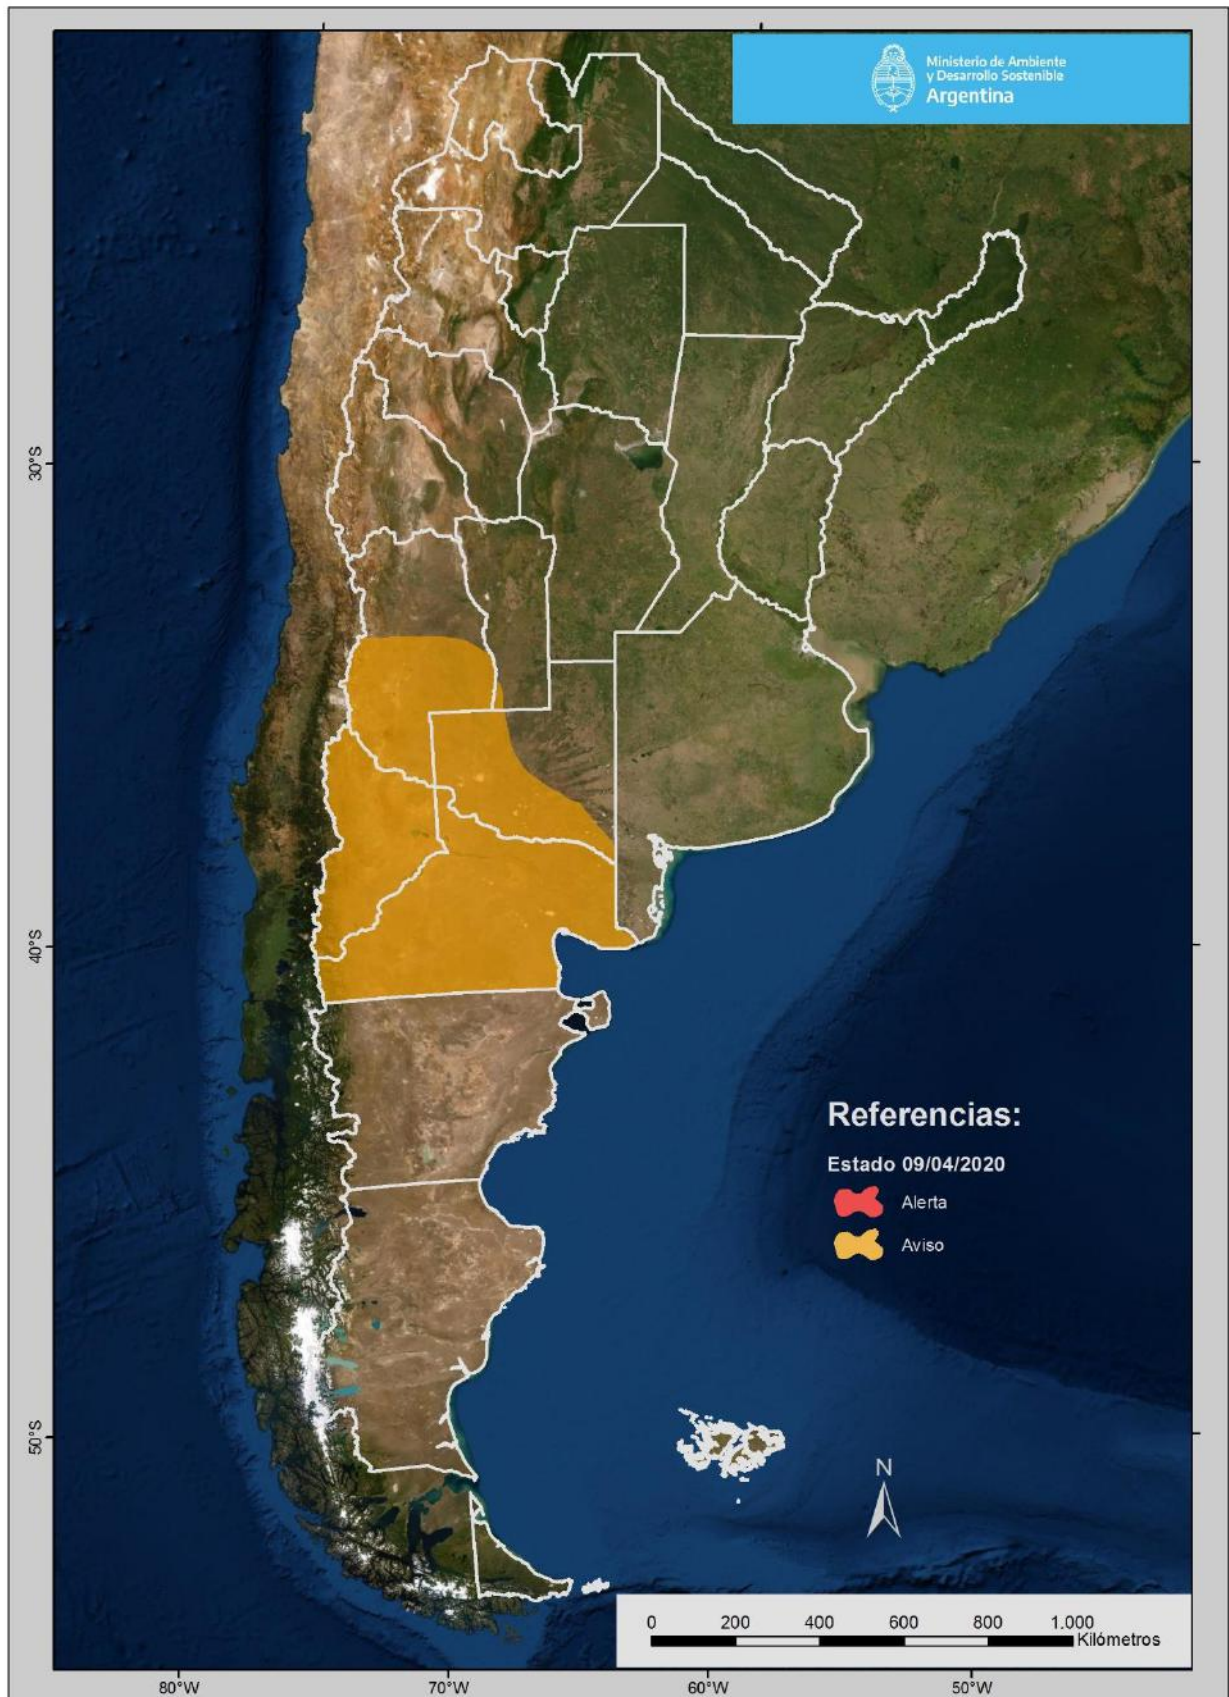 Ministerio de Ambiente
y Desarrollo Sostenible
Argentina
30°S
40°S
50°S
Referencias:
Estado 09/04/2020
Alerta
Aviso
N
0 200 400 600 800 1.000
Kilómetros
80°W 70°W 60°W 50°W